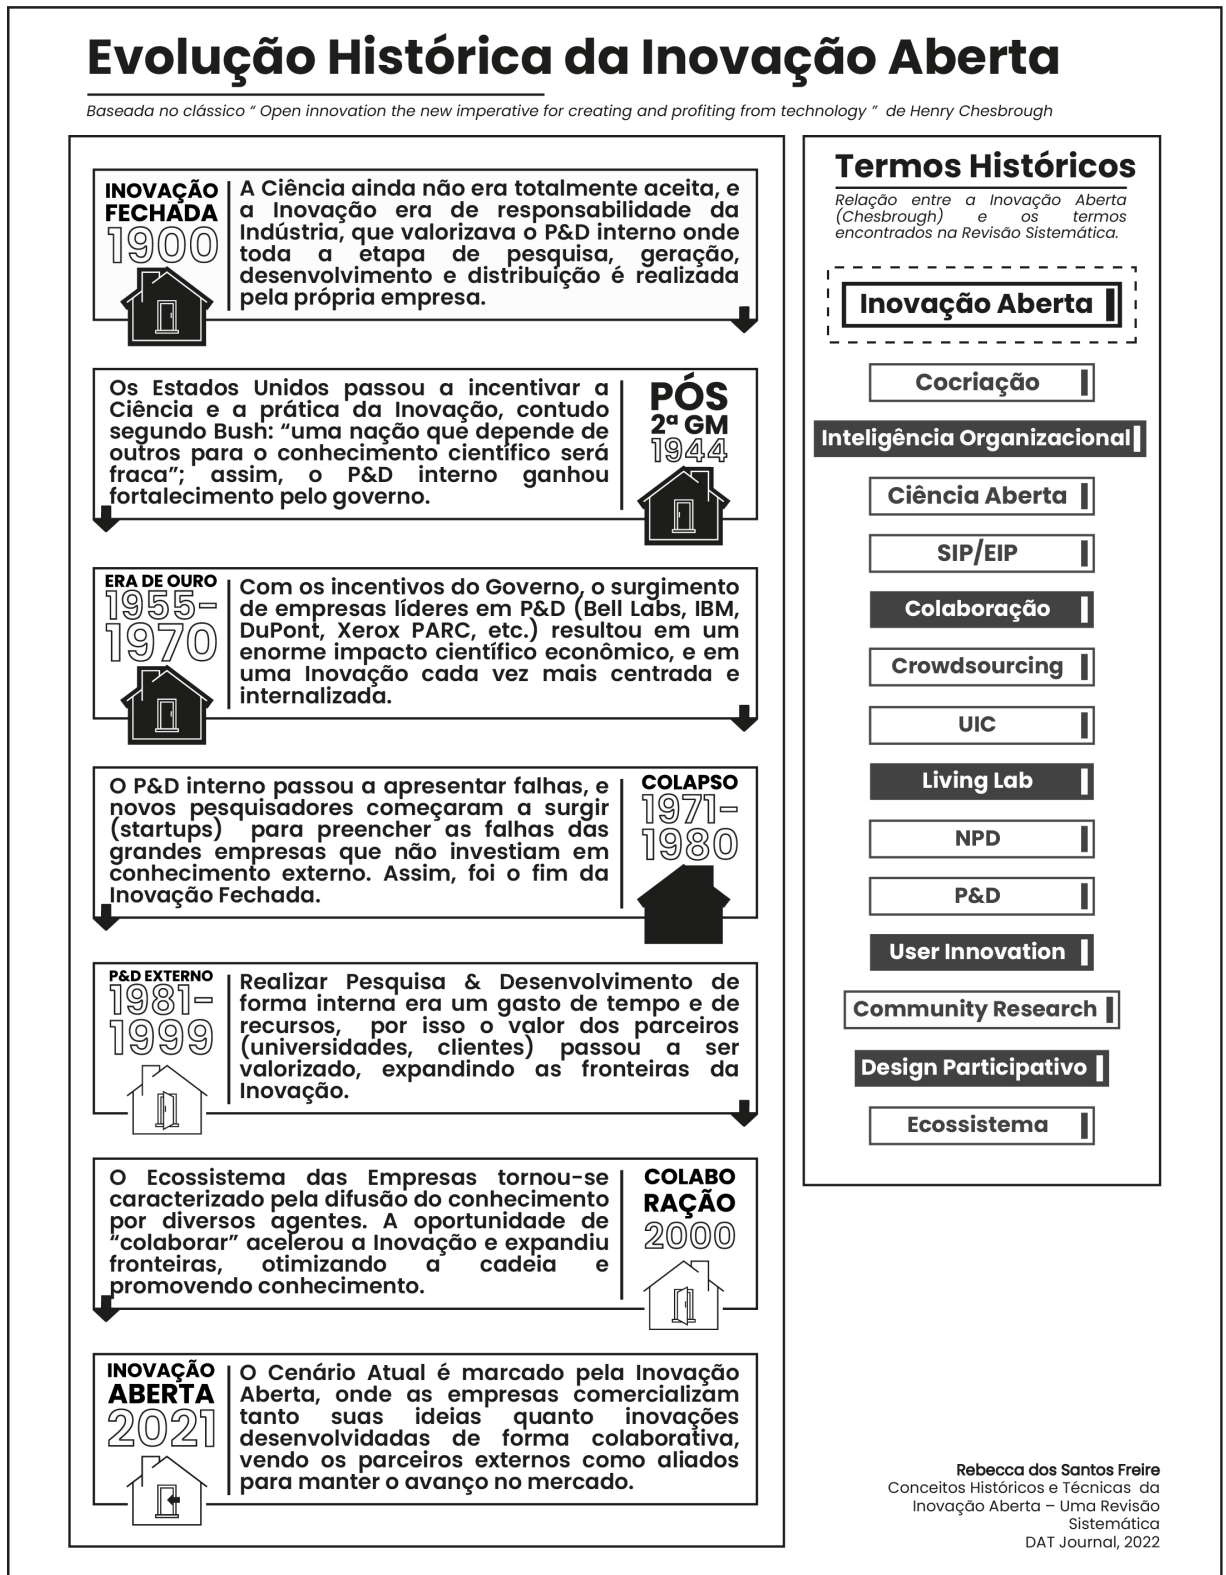 Evolução Histórica da Inovação Aberta
Baseada no clássico “ Open innovation the new imperative for creating and profiting from technology ” de Henry Chesbrough
INOVAÇÃO
FECHADA
1900
A Ciência ainda não era totalmente aceita, e
a Inovação era de responsabilidade da
Indústria, que valorizava o P&D interno onde
toda a etapa de pesquisa, geração,
desenvolvimento e distribuição é realizada
pela própria empresa.
Os Estados Unidos passou a incentivar a
Ciência e a prática da Inovação, contudo
segundo Bush: “uma nação que depende de
outros para o conhecimento científico será
fraca”; assim, o P&D interno ganhou
fortalecimento pelo governo.
PÓS
2ª GM
1944
ERA DE OURO
1955-
1970
Com os incentivos do Governo, o surgimento
de empresas líderes em P&D (Bell Labs, IBM,
DuPont, Xerox PARC, etc.) resultou em um
enorme impacto científico econômico, e em
uma Inovação cada vez mais centrada e
internalizada.
O P&D interno passou a apresentar falhas, e
novos pesquisadores começaram a surgir
(startups) para preencher as falhas das
grandes empresas que não investiam em
conhecimento externo. Assim, foi o fim da
Inovação Fechada.
COLAPSO
1971-
1980
P&D EXTERNO
1981-
1999
Realizar Pesquisa & Desenvolvimento de
forma interna era um gasto de tempo e de
recursos, por isso o valor dos parceiros
(universidades, clientes) passou a ser
valorizado, expandindo as fronteiras da
Inovação.
O Ecossistema das Empresas tornou-se
caracterizado pela difusão do conhecimento
por diversos agentes. A oportunidade de
“colaborar” acelerou a Inovação e expandiu
fronteiras, otimizando a cadeia e
promovendo conhecimento.
COLABO
RAÇÃO
2000
INOVAÇÃO
ABERTA
2021
O Cenário Atual é marcado pela Inovação
Aberta, onde as empresas comercializam
tanto suas ideias quanto inovações
desenvolvidadas de forma colaborativa,
vendo os parceiros externos como aliados
para manter o avanço no mercado.
Termos Históricos
Relação entre a Inovação Aberta
(Chesbrough) e os termos
encontrados na Revisão Sistemática.
Inovação Aberta
Cocriação
Inteligência Organizacional
Ciência Aberta
SIP/EIP
Colaboração
Crowdsourcing
UIC
Living Lab
NPD
P&D
User Innovation
Community Research
Design Participativo
Ecossistema
Rebecca dos Santos Freire
Conceitos Históricos e Técnicas da
Inovação Aberta – Uma Revisão
Sistemática
DAT Journal, 2022